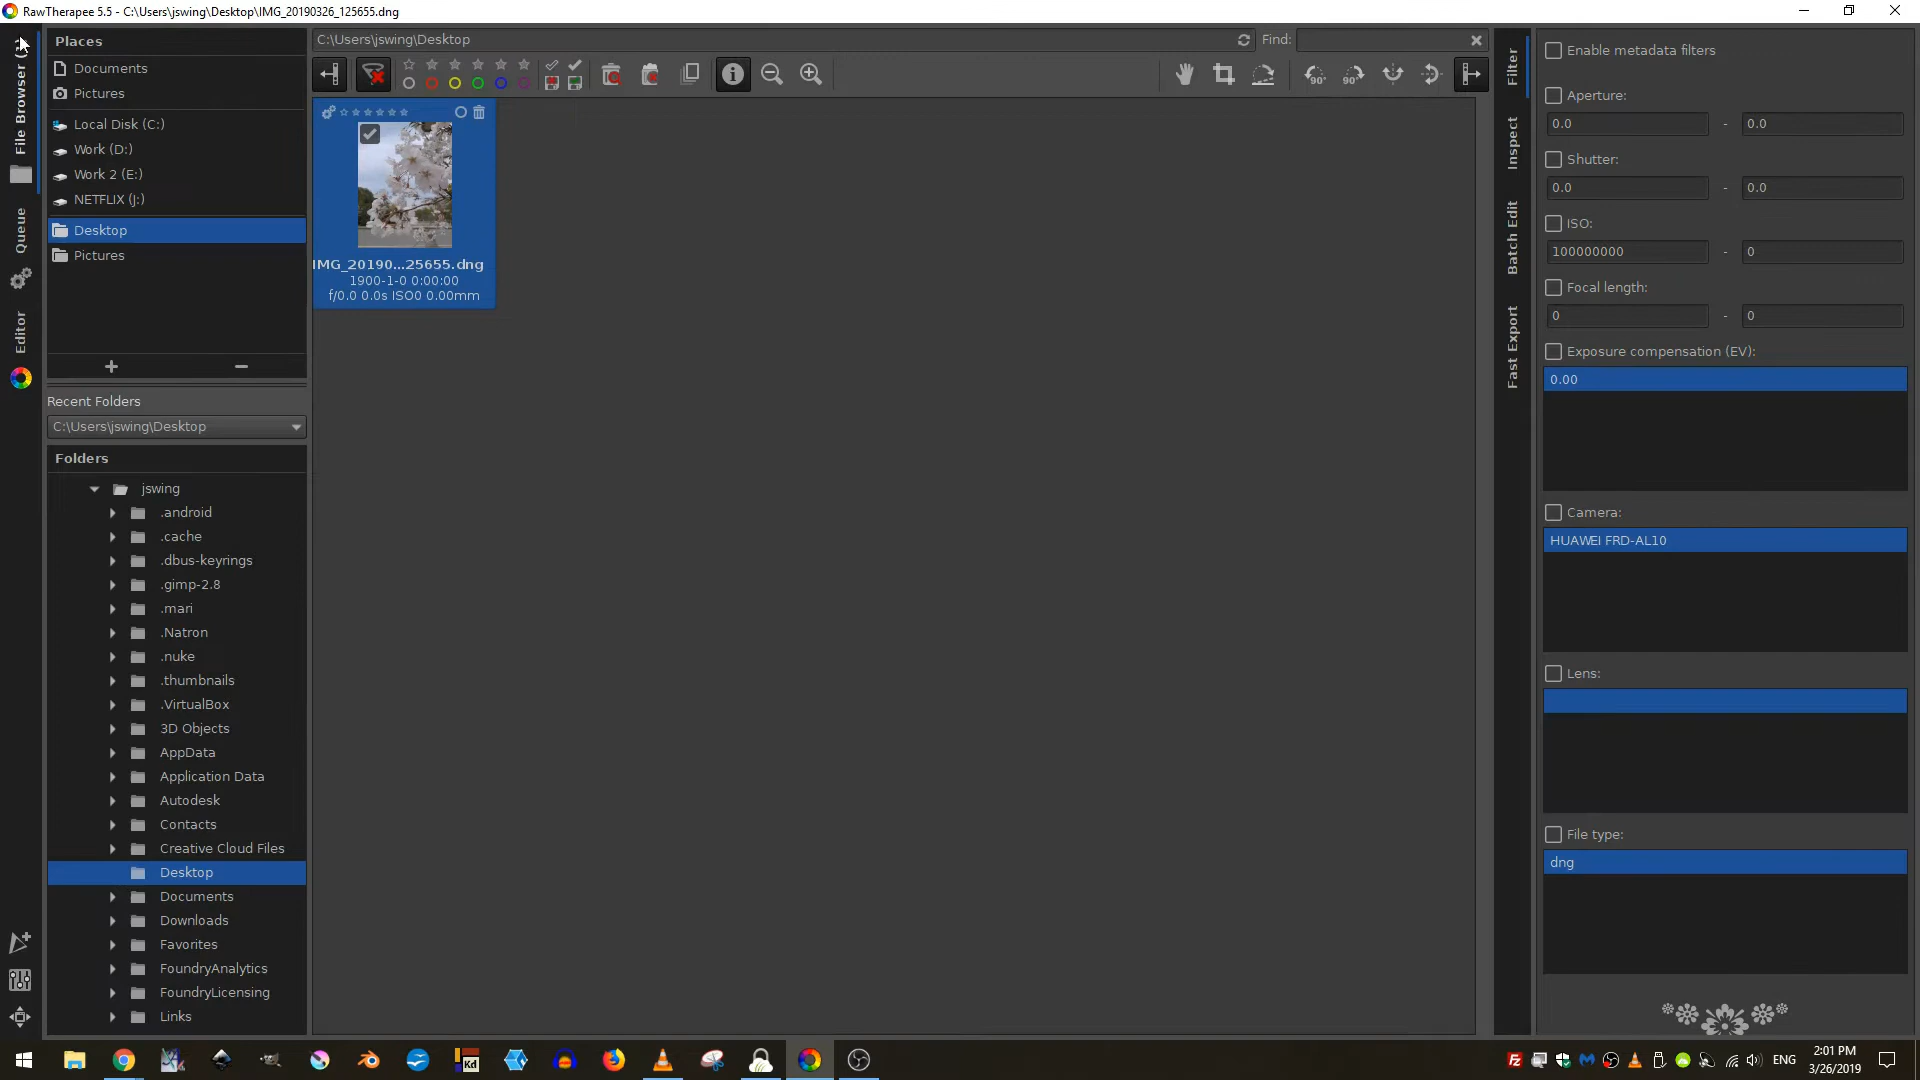 RawTherapee 5.5 - C:\Users\jswing\Desktop\IMG_20190326_125655.dng
File Browser
Queue
Editor
Places
Documents
Pictures
Local Disk (C:)
Work (D:)
Work 2 (E:)
NETFLIX (J:)
Desktop
Pictures
Recent Folders
C:\Users\jswing\Desktop
Folders
jswing
.android
.cache
.dbus-keyrings
.gimp-2.8
.mari
.Natron
.nuke
.thumbnails
.VirtualBox
3D Objects
AppData
Application Data
Autodesk
Contacts
Creative Cloud Files
Desktop
Documents
Downloads
Favorites
FoundryAnalytics
FoundryLicensing
Links
C:\Users\jswing\Desktop
Find:
90°
90°
IMG_20190...25655.dng
1900-1-0 0:00:00
f/0.0 0.0s ISO0 0.00mm
Filter
Inspect
Batch Edit
Fast Export
Enable metadata filters
Aperture:
0.0 - 0.0
Shutter:
0.0 - 0.0
ISO:
100000000 - 0
Focal length:
0 - 0
Exposure compensation (EV):
0.00
Camera:
HUAWEI FRD-AL10
Lens:
File type:
dng
Kd
ENG
2:01 PM
3/26/2019